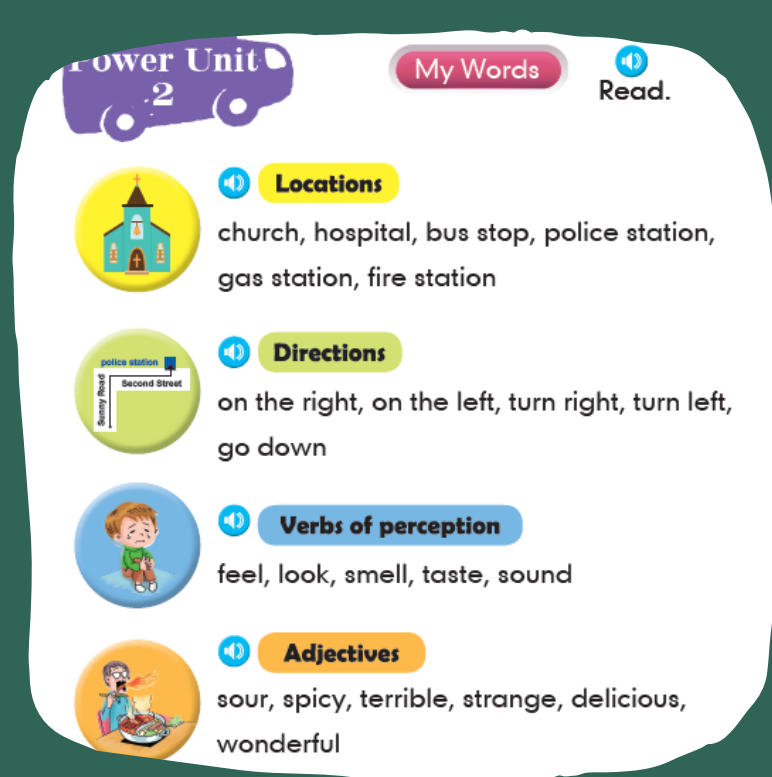 Power Unit
2
My Words
Read.
Locations
church, hospital, bus stop, police station,
gas station, fire station
Directions
police station
Second Street
Sunny Road
on the right, on the left, turn right, turn left,
go down
Verbs of perception
feel, look, smell, taste, sound
Adjectives
sour, spicy, terrible, strange, delicious,
wonderful